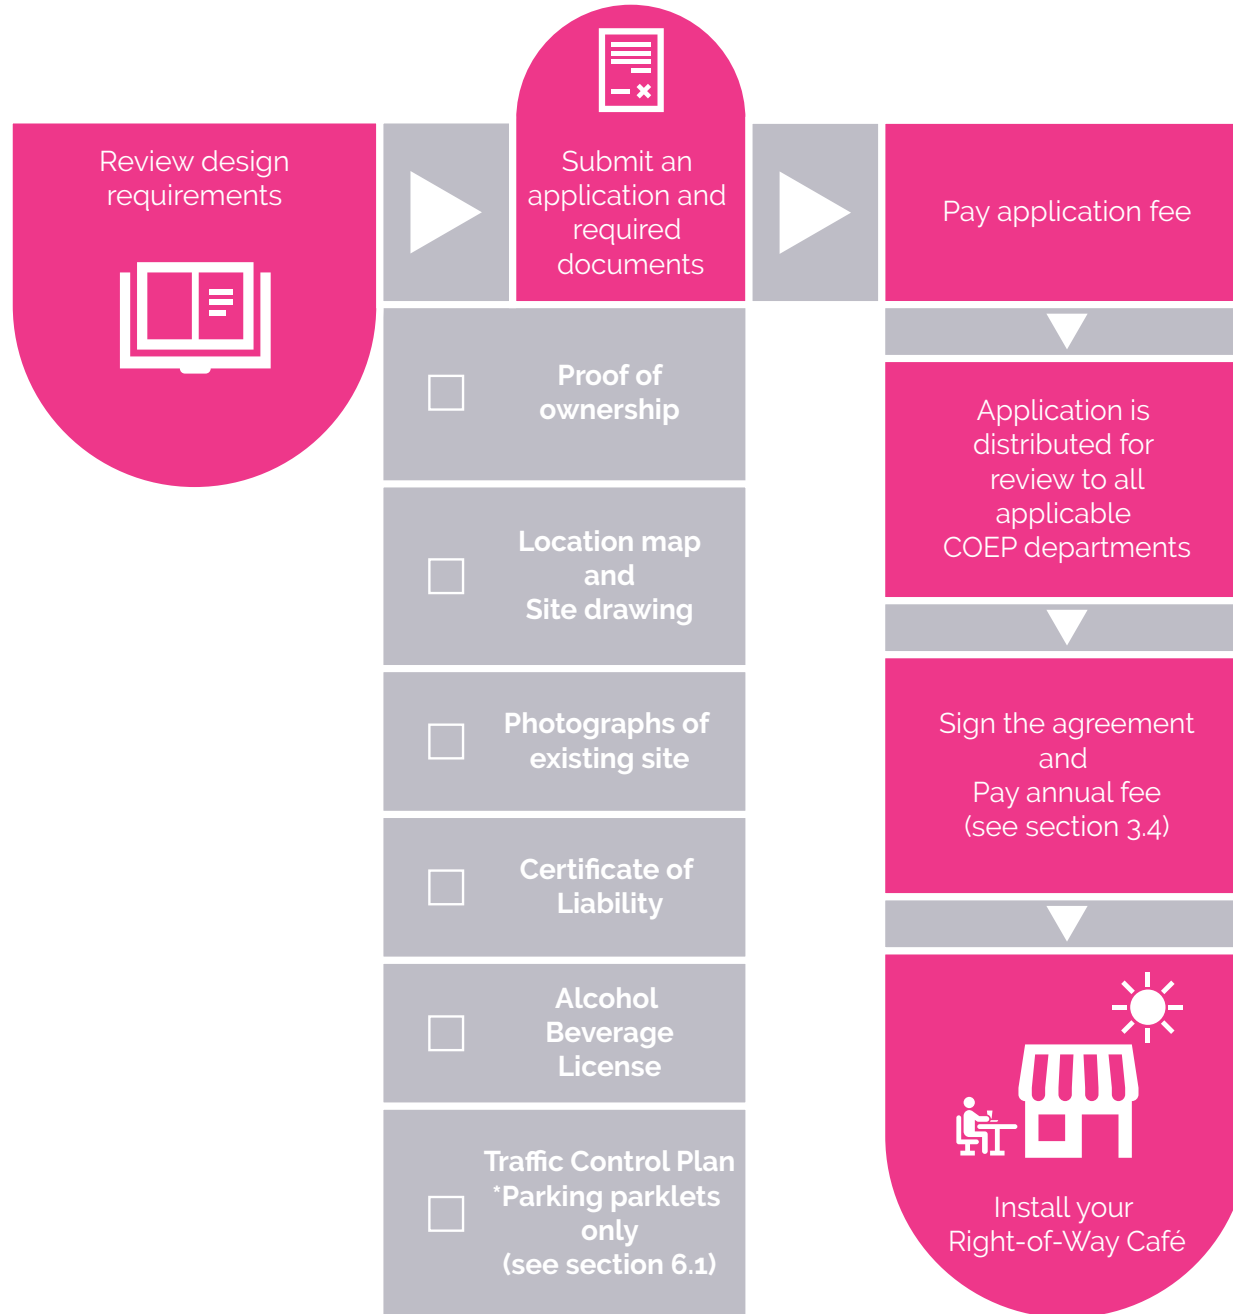 Review design
requirements
Submit an
application and
required
documents
Proof of
ownership
Location map
and
Site drawing
Photographs of
existing site
Certificate of
Liability
Alcohol
Beverage
License
Traffic Control Plan
*Parking parklets
only
(see section 6.1)
Pay application fee
Application is
distributed for
review to all
applicable
COEP departments
Sign the agreement
and
Pay annual fee
(see section 3.4)
Install your
Right-of-Way Café